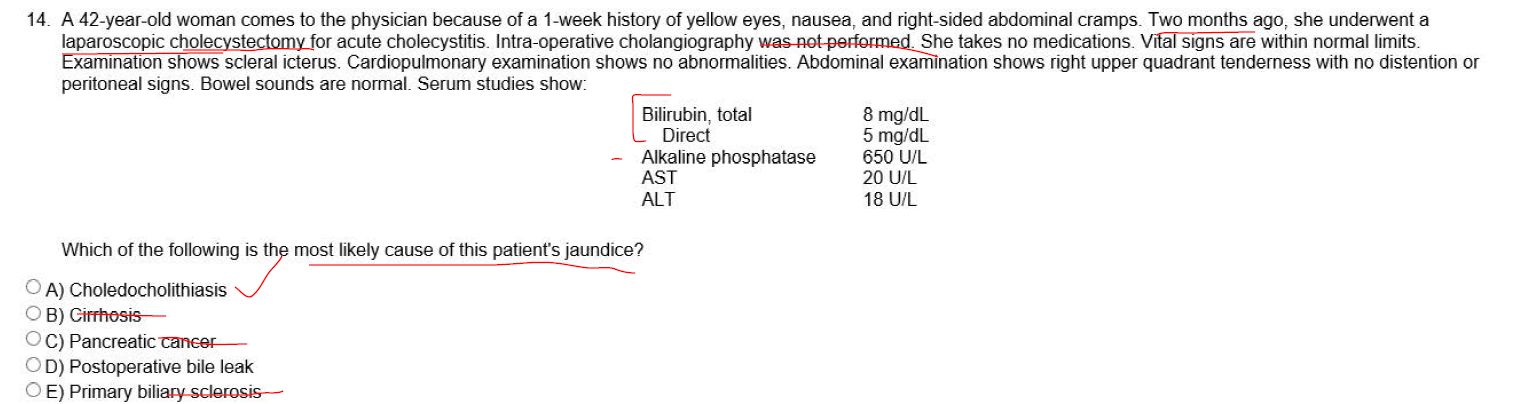 14. A 42-year-old woman comes to the physician because of a 1-week history of yellow eyes, nausea, and right-sided abdominal cramps. Two months ago, she underwent a
laparoscopic cholecystectomy for acute cholecystitis. Intra-operative cholangiography was not performed. She takes no medications. Vital signs are within normal limits.
Examination shows scleral icterus. Cardiopulmonary examination shows no abnormalities. Abdominal examination shows right upper quadrant tenderness with no distention or
peritoneal signs. Bowel sounds are normal. Serum studies show:
Bilirubin, total 8 mg/dL
Direct 5 mg/dL
Alkaline phosphatase 650 U/L
AST 20 U/L
ALT 18 U/L
Which of the following is the most likely cause of this patient's jaundice?
A) Choledocholithiasis
B) Cirrhosis
C) Pancreatic cancer
D) Postoperative bile leak
E) Primary biliary sclerosis